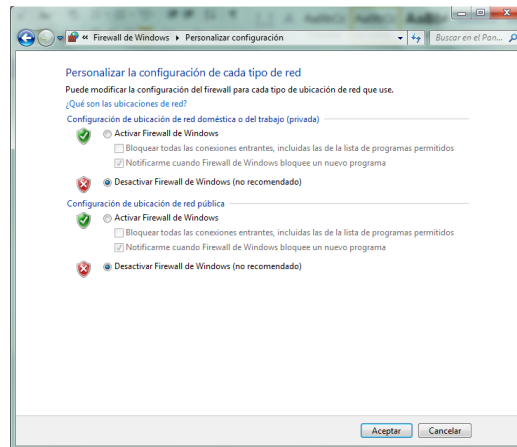 « Firewall de Windows ▸ Personalizar configuración
Buscar en el Pan...
Personalizar la configuración de cada tipo de red
Puede modificar la configuración del firewall para cada tipo de ubicación de red que use.
¿Qué son las ubicaciones de red?
Configuración de ubicación de red doméstica o del trabajo (privada)
Activar Firewall de Windows
Bloquear todas las conexiones entrantes, incluidas las de la lista de programas permitidos
Notificarme cuando Firewall de Windows bloquee un nuevo programa
Desactivar Firewall de Windows (no recomendado)
Configuración de ubicación de red pública
Activar Firewall de Windows
Bloquear todas las conexiones entrantes, incluidas las de la lista de programas permitidos
Notificarme cuando Firewall de Windows bloquee un nuevo programa
Desactivar Firewall de Windows (no recomendado)
Aceptar
Cancelar